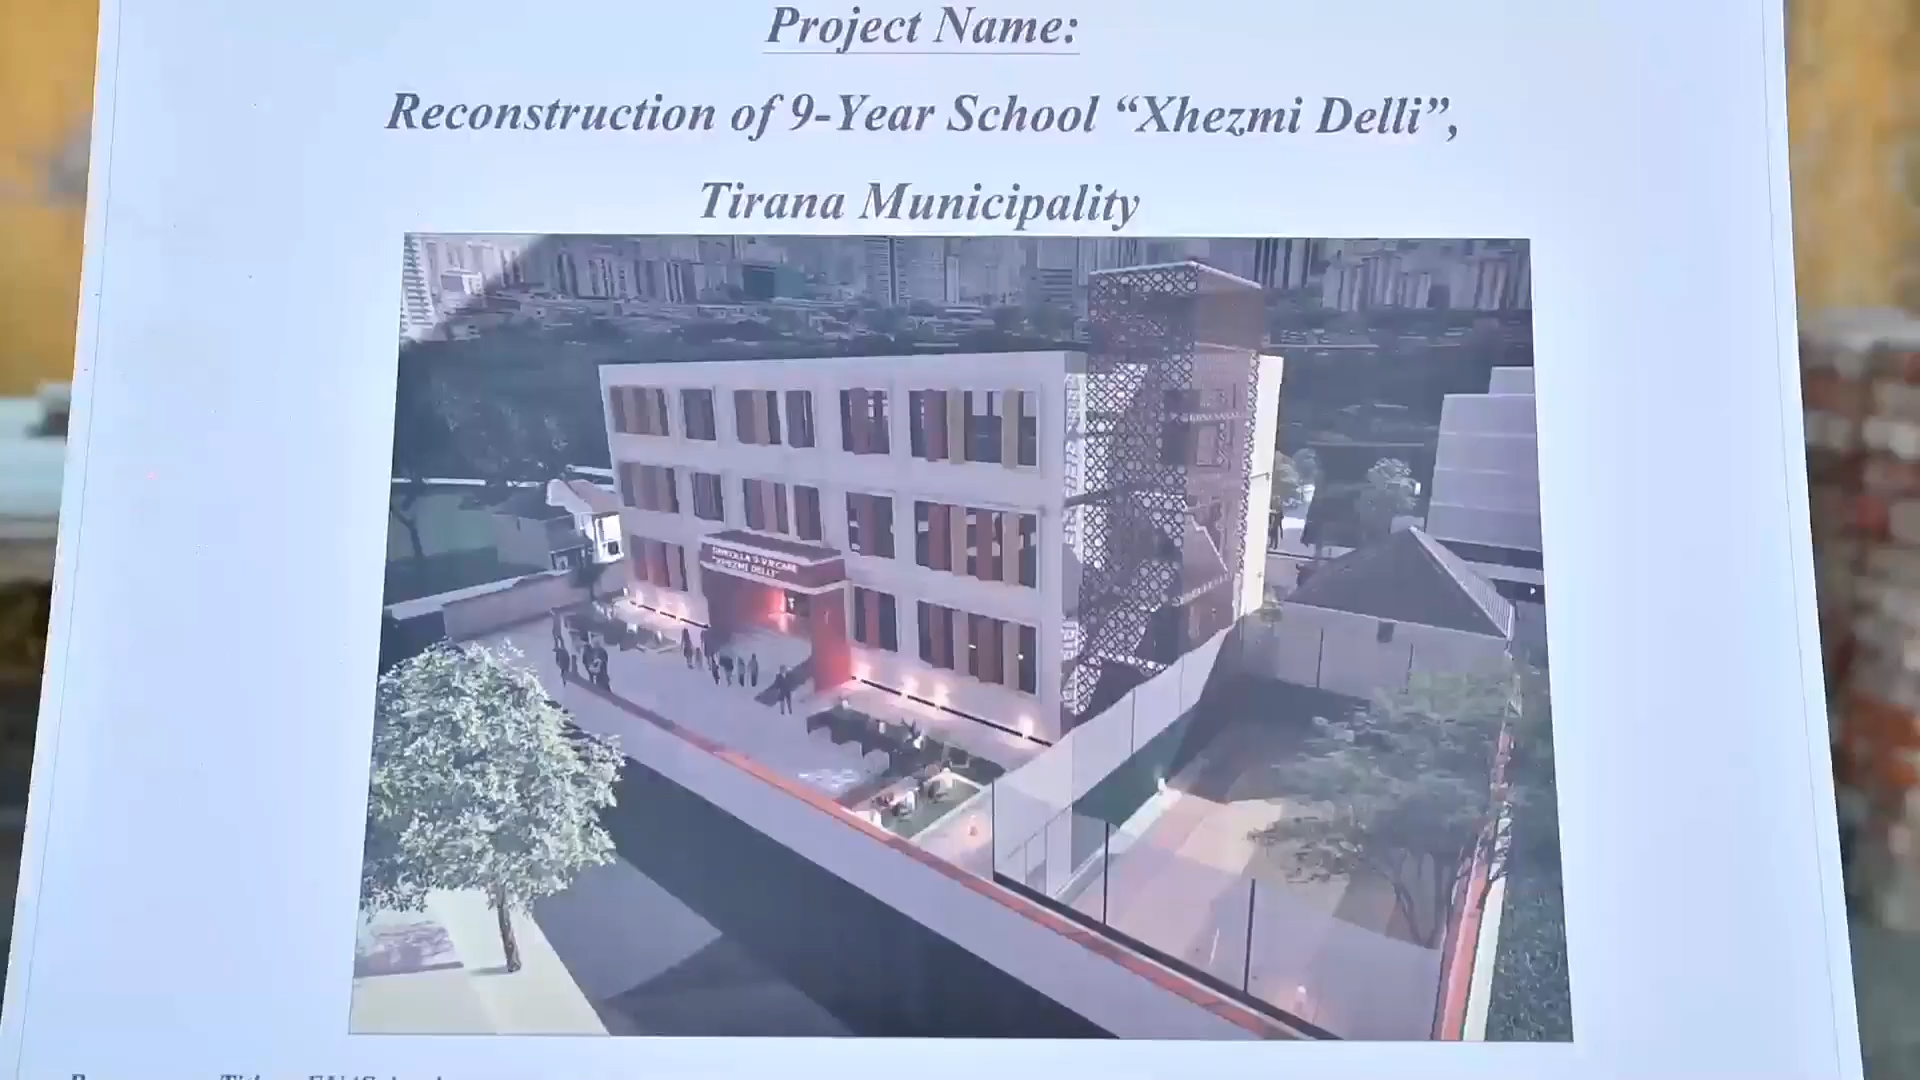 Project Name:
Reconstruction of 9-Year School “Xhezmi Delli”,
Tirana Municipality
SHKOLLA 9-VJEÇARE
"XHEZMI DELLI"